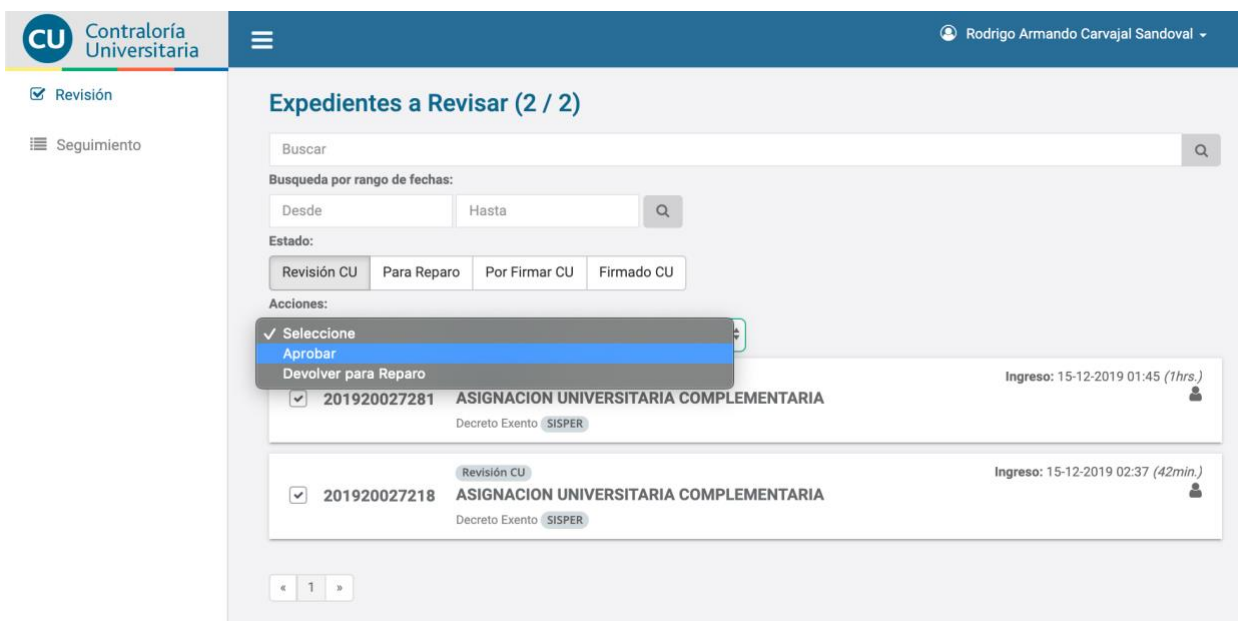 CU Contraloría
Universitaria
Rodrigo Armando Carvajal Sandoval
Revisión
Seguimiento
Expedientes a Revisar (2 / 2)
Buscar
Busqueda por rango de fechas:
Desde Hasta
Estado:
Revisión CU Para Reparo Por Firmar CU Firmado CU
Acciones:
✓ Seleccione
Aprobar
Devolver para Reparo
Ingreso: 15-12-2019 01:45 (1hrs.)
201920027281 ASIGNACION UNIVERSITARIA COMPLEMENTARIA
Decreto Exento SISPER
Revisión CU Ingreso: 15-12-2019 02:37 (42min.)
201920027218 ASIGNACION UNIVERSITARIA COMPLEMENTARIA
Decreto Exento SISPER
« 1 »